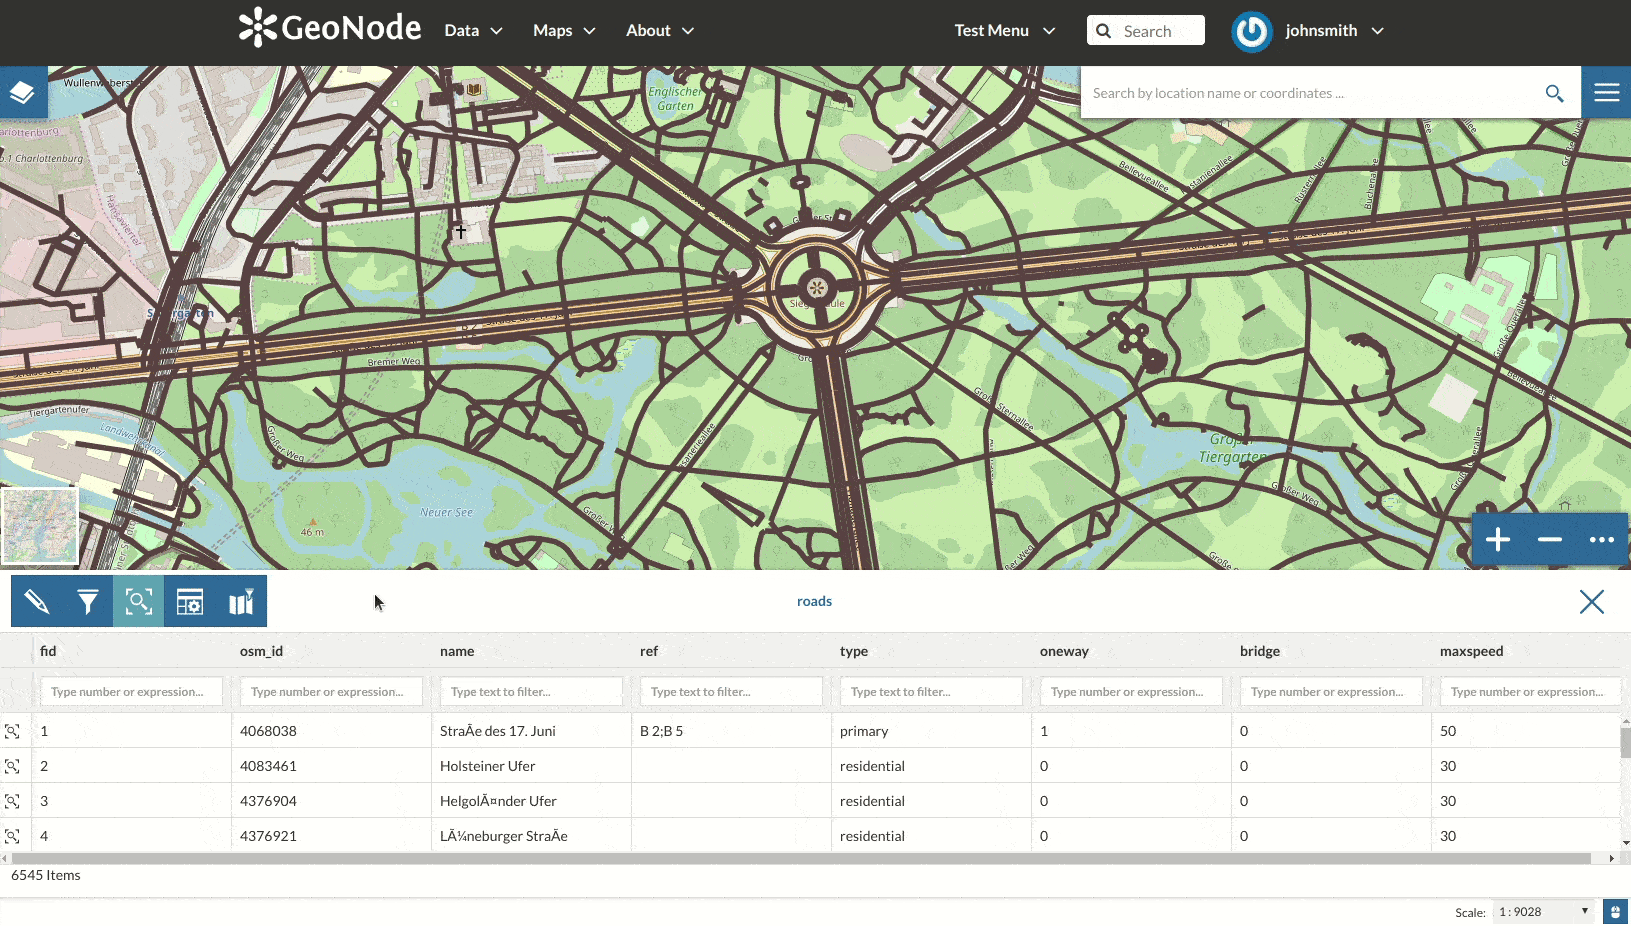 GeoNode
Data
Maps
About
Test Menu
Search
johnsmith
Search by location name or coordinates ...
Englischer
Garten
Bellevueallee
Bremer Weg
Tiergartenufer
Großer Weg
Neuer See
46 m
Große Sternallee
Großer
Tiergarten
Großer Weg
Bellevueallee
roads
fid
osm_id
name
ref
type
oneway
bridge
maxspeed
Type number or expression...
Type number or expression...
Type text to filter...
Type text to filter...
Type text to filter...
Type number or expression...
Type number or expression...
Type number or expression...
1 4068038 StraÃe des 17. Juni B 2;B 5 primary 1 0 50
2 4083461 Holsteiner Ufer residential 0 0 30
3 4376904 HelgolÃ¤nder Ufer residential 0 0 30
4 4376921 LÃ¼neburger StraÃe residential 0 0 30
6545 Items
Scale: 1 : 9028